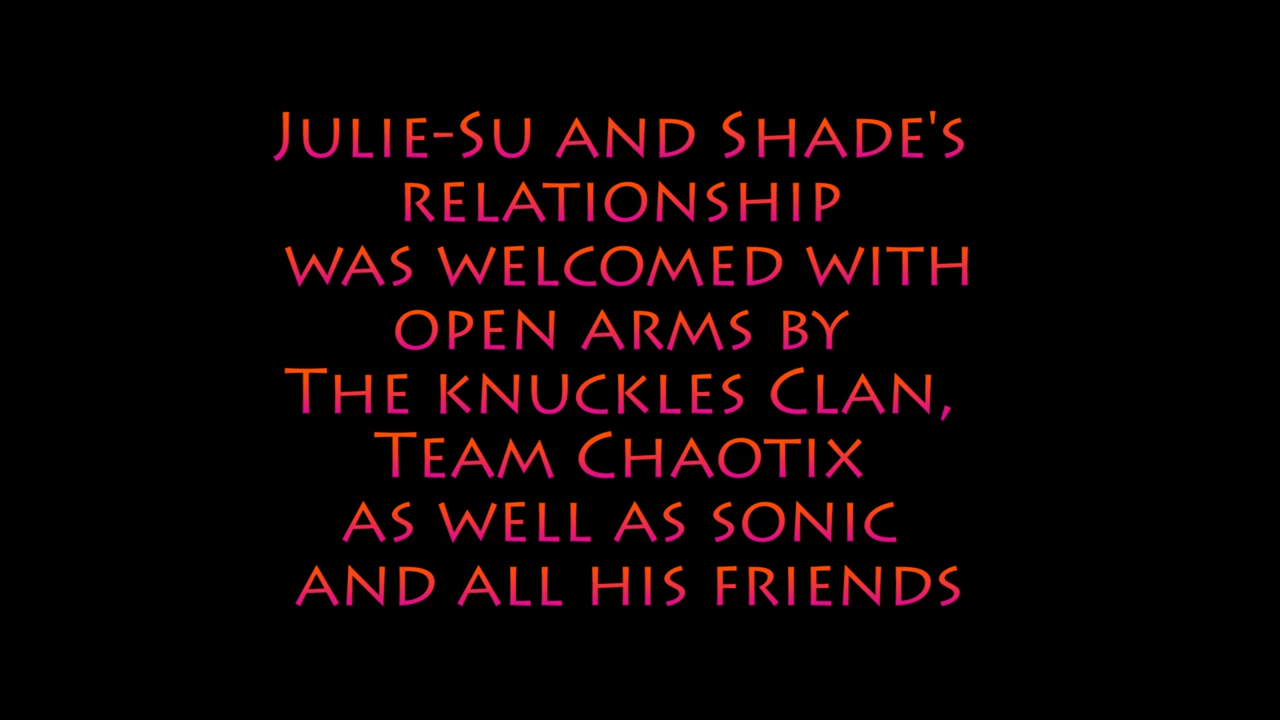 Julie-Su and Shade's
relationship
was welcomed with
open arms by
The knuckles Clan,
Team Chaotix
as well as sonic
and all his friends